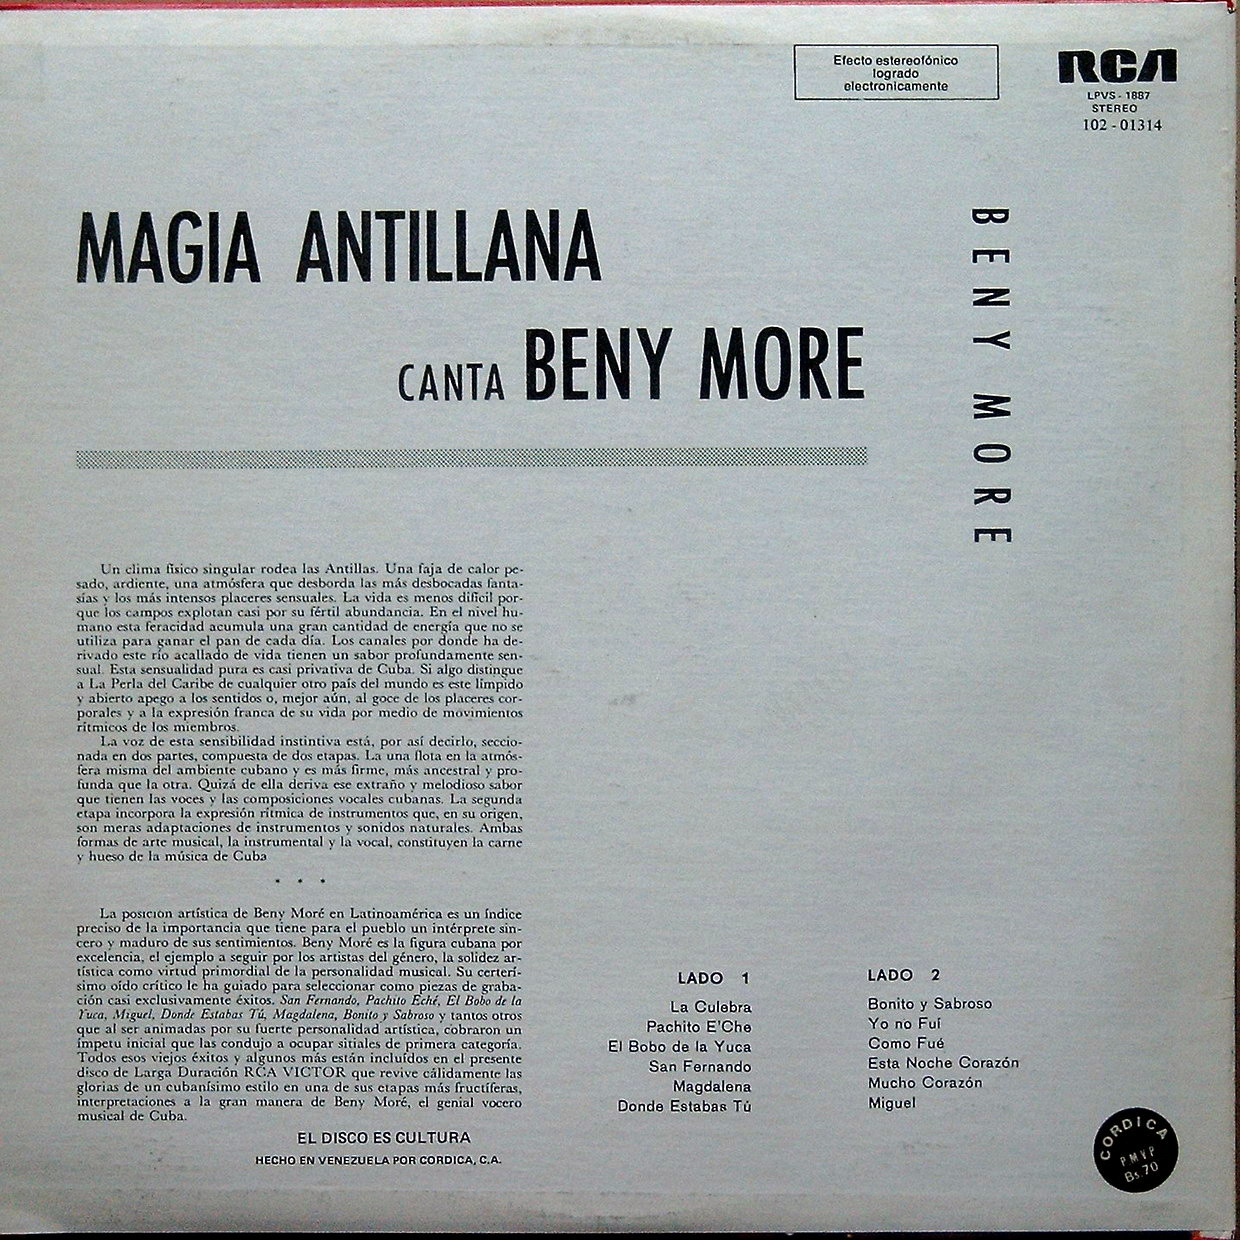 Efecto estereofónico
logrado
electronicamente
RCA
LPVS - 1887
STEREO
102 - 01314
MAGIA ANTILLANA
CANTA BENY MORE
BENY MORE
Un clima físico singular rodea las Antillas. Una faja de calor pe-
sado, ardiente, una atmósfera que desborda las más desbocadas fanta-
sías y los más intensos placeres sensuales. La vida es menos difícil por-
que los campos explotan casi por su fértil abundancia. En el nivel hu-
mano esta feracidad acumula una gran cantidad de energía que no se
utiliza para ganar el pan de cada día. Los canales por donde ha de-
rivado este río acallado de vida tienen un sabor profundamente sen-
sual. Esta sensualidad pura es casi privativa de Cuba. Si algo distingue
a La Perla del Caribe de cualquier otro país del mundo es este límpido
y abierto apego a los sentidos o, mejor aún, al goce de los placeres cor-
porales y a la expresión franca de su vida por medio de movimientos
rítmicos de los miembros.
La voz de esta sensibilidad instintiva está, por así decirlo, seccio-
nada en dos partes, compuesta de dos etapas. La una flota en la atmós-
fera misma del ambiente cubano y es más firme, más ancestral y pro-
funda que la otra. Quizá de ella deriva ese extraño y melodioso sabor
que tienen las voces y las composiciones vocales cubanas. La segunda
etapa incorpora la expresión rítmica de instrumentos que, en su origen,
son meras adaptaciones de instrumentos y sonidos naturales. Ambas
formas de arte musical, la instrumental y la vocal, constituyen la carne
y hueso de la música de Cuba
* * *
La posición artística de Beny Moré en Latinoamérica es un índice
preciso de la importancia que tiene para el pueblo un intérprete sin-
cero y maduro de sus sentimientos. Beny Moré es la figura cubana por
excelencia, el ejemplo a seguir por los artistas del género, la solidez ar-
tística como virtud primordial de la personalidad musical. Su certerí-
simo oído crítico le ha guiado para seleccionar como piezas de graba-
ción casi exclusivamente éxitos. San Fernando, Pachito Eché, El Bobo de la
Yuca, Miguel, Donde Estabas Tú, Magdalena, Bonito y Sabroso y tantos otros
que al ser animadas por su fuerte personalidad artística, cobraron un
ímpetu inicial que las condujo a ocupar sitiales de primera categoría.
Todos esos viejos éxitos y algunos más están incluídos en el presente
disco de Larga Duración RCA VICTOR que revive cálidamente las
glorias de un cubanísimo estilo en una de sus etapas más fructíferas,
interpretaciones a la gran manera de Beny Moré, el genial vocero
musical de Cuba.
EL DISCO ES CULTURA
HECHO EN VENEZUELA POR CORDICA, C.A.
LADO 1
La Culebra
Pachito E'Che
El Bobo de la Yuca
San Fernando
Magdalena
Donde Estabas Tú
LADO 2
Bonito y Sabroso
Yo no Fuí
Como Fué
Esta Noche Corazón
Mucho Corazón
Miguel
CORDICA
PMVP
Bs.70